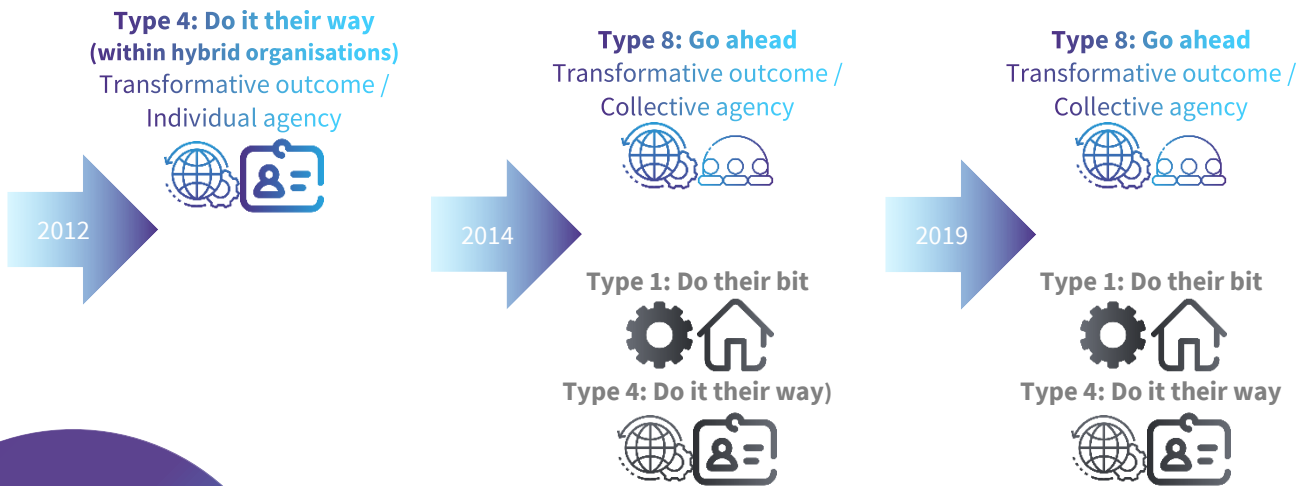 2012
Type 4: Do it their way
(within hybrid organisations)
Transformative outcome /
Individual agency
2014
Type 8: Go ahead
Transformative outcome /
Collective agency
Type 1: Do their bit
Type 4: Do it their way)
2019
Type 8: Go ahead
Transformative outcome /
Collective agency
Type 1: Do their bit
Type 4: Do it their way